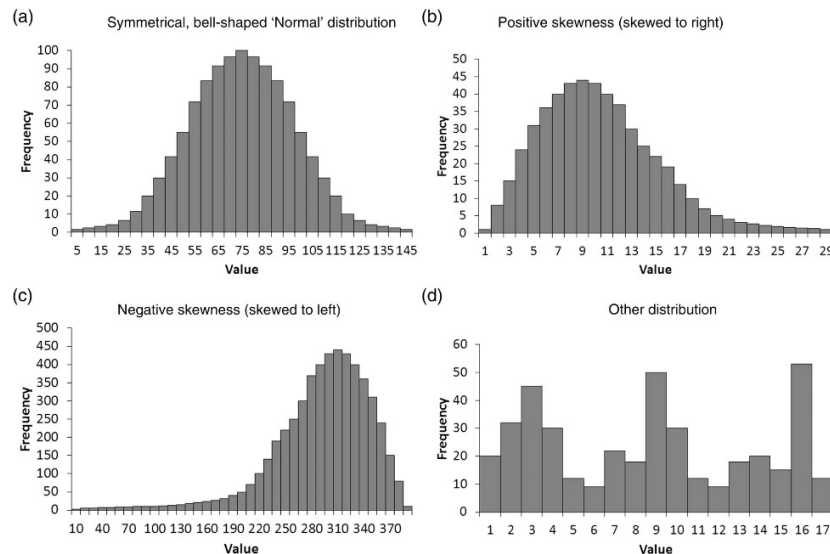 (a)
Symmetrical, bell-shaped ‘Normal’ distribution
100
90
80
70
60
50
40
30
20
10
0
Frequency
5 15 25 35 45 55 65 75 85 95 105 115 125 135 145
Value
(b)
Positive skewness (skewed to right)
50
45
40
35
30
25
20
15
10
5
0
Frequency
1 3 5 7 9 11 13 15 17 19 21 23 25 27 29
Value
(c)
Negative skewness (skewed to left)
500
450
400
350
300
250
200
150
100
50
0
Frequency
10 40 70 100 130 160 190 220 250 280 310 340 370
Value
(d)
Other distribution
60
50
40
30
20
10
0
Frequency
1 2 3 4 5 6 7 8 9 10 11 12 13 14 15 16 17
Value